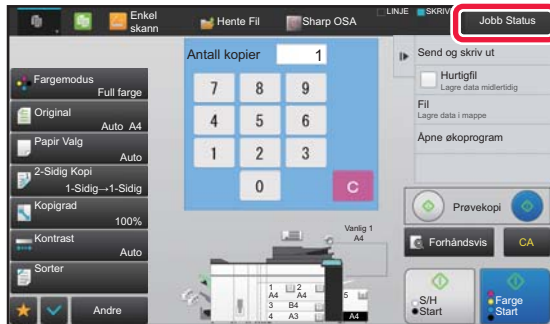 Enkel
skann
Hente Fil
Sharp OSA
LINJE
SKRIV
Jobb Status
Antall kopier
1
Send og skriv ut
Hurtigfil
Lagre data midlertidig
Fil
Lagre data i mappe
Åpne økoprogram
Fargemodus
Full farge
Original
Auto A4
Papir Valg
Auto
2-Sidig Kopi
1-Sidig→1-Sidig
Kopigrad
100%
Kontrast
Auto
Sorter
Andre
7 8 9
4 5 6
1 2 3
0 C
Vanlig 1
A4
1 A4 2 A4
3 B4
4 A3
5
A4
Prøvekopi
Forhåndsvis
CA
S/H
Start
Farge
Start